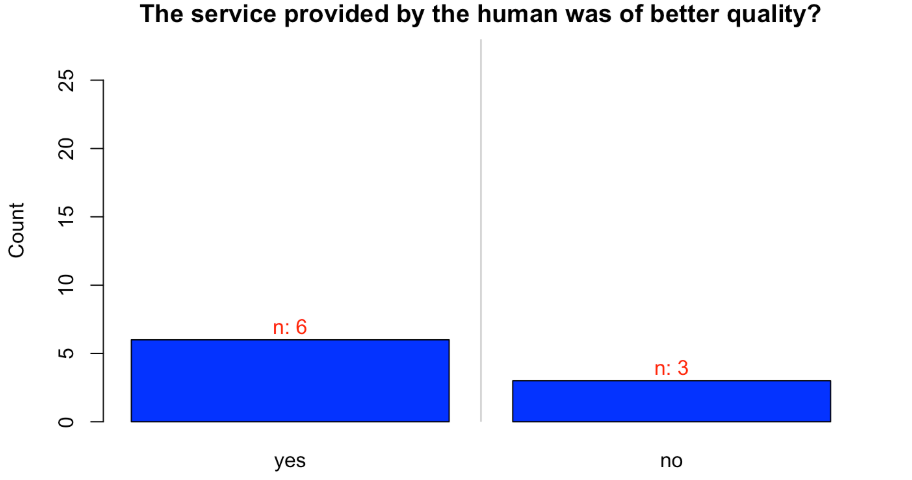 The service provided by the human was of better quality?
Count
25
20
15
10
5
0
n: 6
n: 3
yes
no